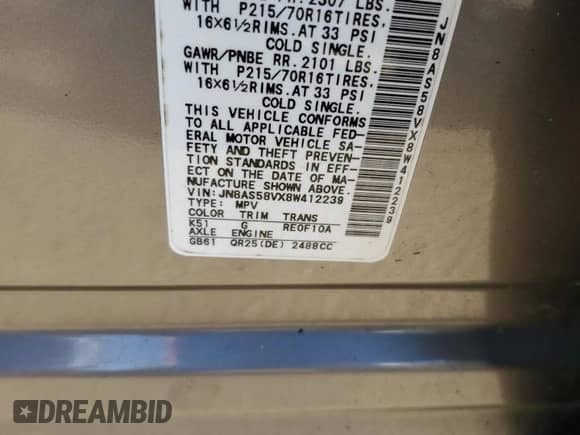 2307 LBS.
WITH P215/70R16TIRES.
16×6½RIMS.AT 33 PSI
COLD SINGLE.
GAWR/PNBE RR. 2101 LBS.
WITH P215/70R16TIRES.
16×6½RIMS.AT 33 PSI
COLD SINGLE.
THIS VEHICLE CONFORMS
TO ALL APPLICABLE FED-
ERAL MOTOR VEHICLE SA-
FETY AND THEFT PREVEN-
TION STANDARDS IN EFF-
ECT ON THE DATE OF MA-
NUFACTURE SHOWN ABOVE.
VIN: JN8AS58VX8W412239
TYPE: MPV
COLOR TRIM TRANS
K51 G RE0F10A
AXLE ENGINE
GB61 QR25(DE) 2488CC
JN8AS58VX8W412239
DREAMBID